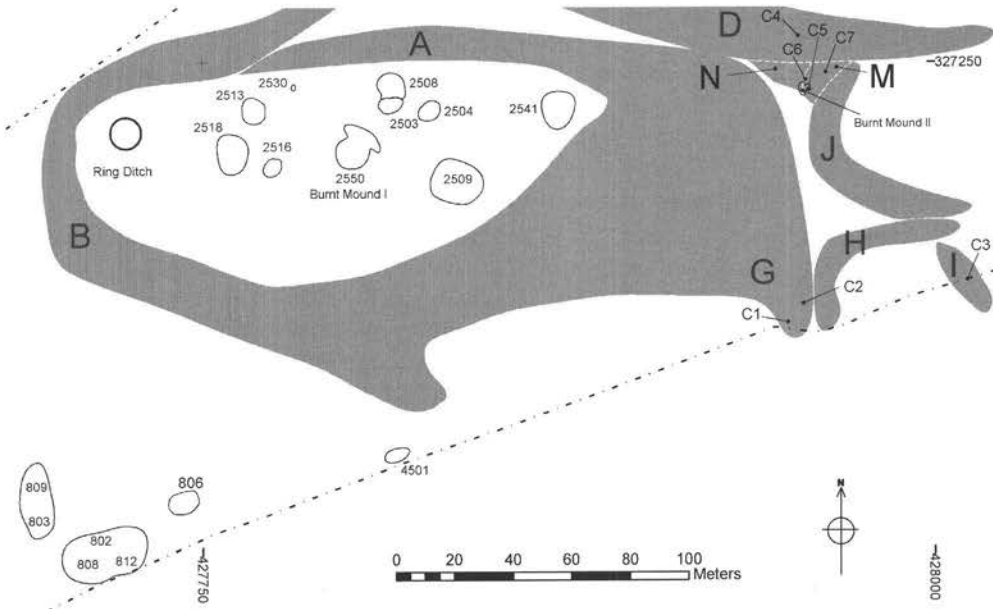 C4
C5
D
C6
C7
A
N
M
327250
2530
2508
2513
2541
2504
2503
Burnt Mound II
2518
2516
J
Ring Ditch
2550
2509
Burnt Mound I
B
H
G
I
C3
C2
C1
4501
809
806
803
802
808
812
N
0 20 40 60 80 100
Meters
427750
428000